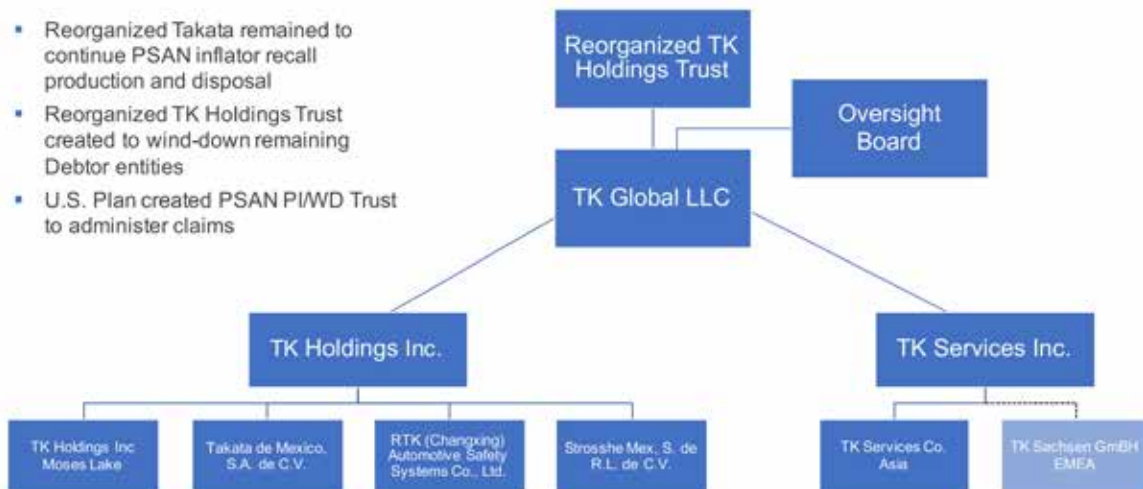 ▪ Reorganized Takata remained to
continue PSAN inflator recall
production and disposal
▪ Reorganized TK Holdings Trust
created to wind-down remaining
Debtor entities
▪ U.S. Plan created PSAN PI/WD Trust
to administer claims
Reorganized TK
Holdings Trust
Oversight
Board
TK Global LLC
TK Holdings Inc.
TK Services Inc.
TK Holdings Inc
Moses Lake
Takata de Mexico,
S.A. de C.V.
RTK (Changxing)
Automotive Safety
Systems Co., Ltd.
Strosshe Mex, S. de
R.L. de C.V.
TK Services Co.
Asia
TK Sachsen GmBH
EMEA